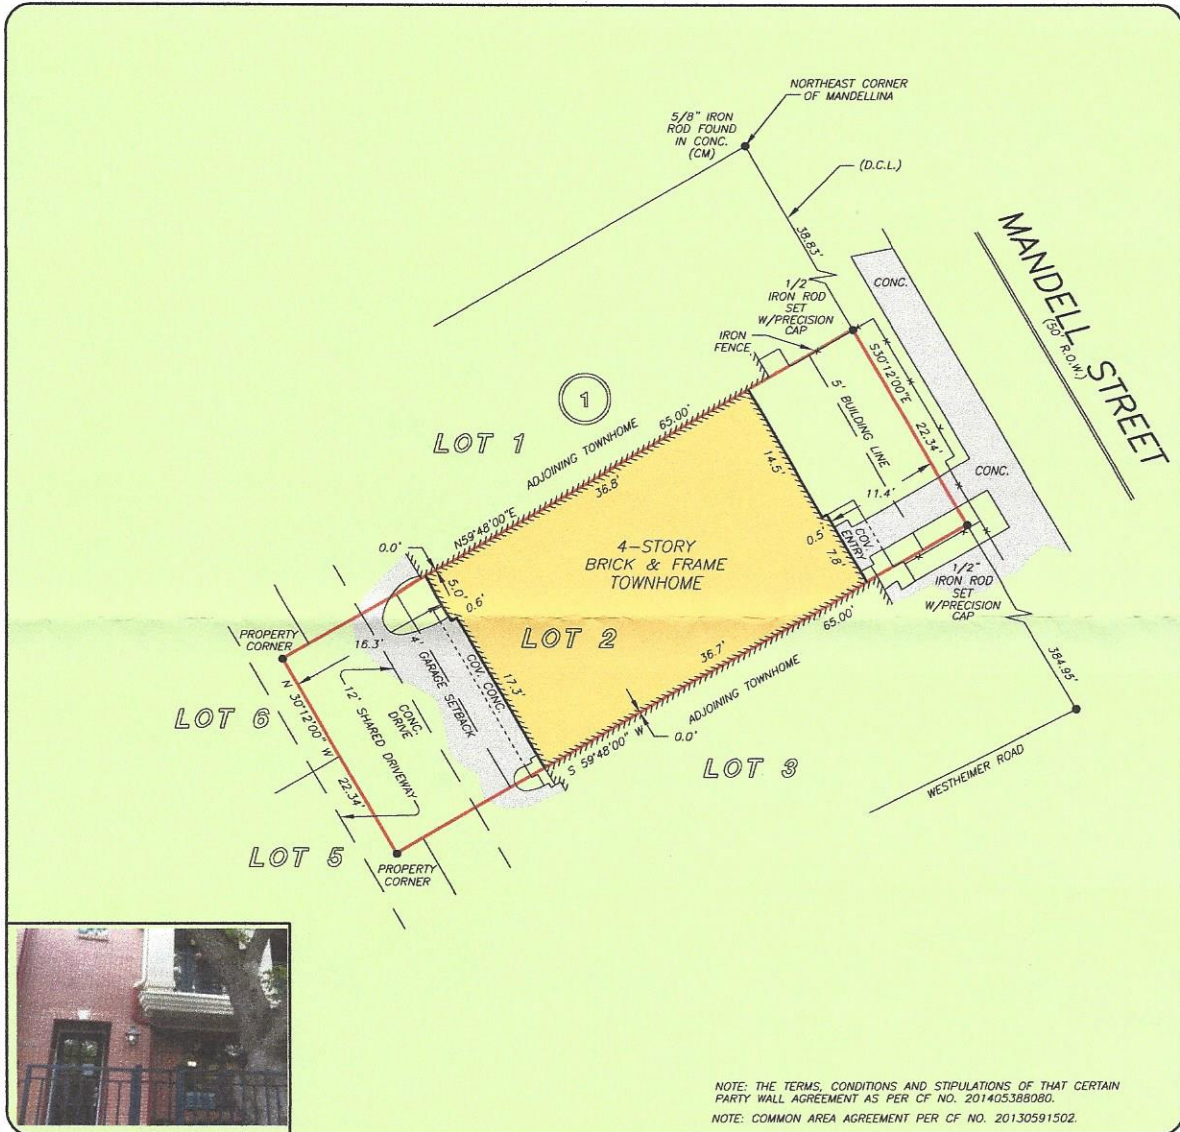 NORTHEAST CORNER
OF MANDELLINA
5/8" IRON
ROD FOUND
IN CONC.
(CM)
(D.C.L.)
38.83'
MANDELL STREET
(50' R.O.W.)
CONC.
1/2"
IRON ROD
SET
W/PRECISION
CAP
IRON
FENCE
S30°12'00"E
22.34'
5' BUILDING LINE
1
LOT 1
ADJOINING TOWNHOME
65.00'
36.8'
N59°48'00"E
14.5'
11.4'
CONC.
0.5'
COV.
ENTRY
7.8'
4-STORY
BRICK & FRAME
TOWNHOME
0.0'
5.0'
0.6'
1/2"
IRON ROD
SET
W/PRECISION
CAP
LOT 2
65.00'
36.7'
ADJOINING TOWNHOME
384.95'
PROPERTY
CORNER
16.3'
4'
GARAGE SETBACK
COV. CONC.
17.3'
CONC.
DRIVE
12' SHARED DRIVEWAY
N 30°12'00" W
22.34'
LOT 6
S 59°48'00" W
0.0'
LOT 3
WESTHEIMER ROAD
LOT 5
PROPERTY
CORNER
NOTE: THE TERMS, CONDITIONS AND STIPULATIONS OF THAT CERTAIN
PARTY WALL AGREEMENT AS PER CF NO. 201405388080.
NOTE: COMMON AREA AGREEMENT PER CF NO. 20130591502.